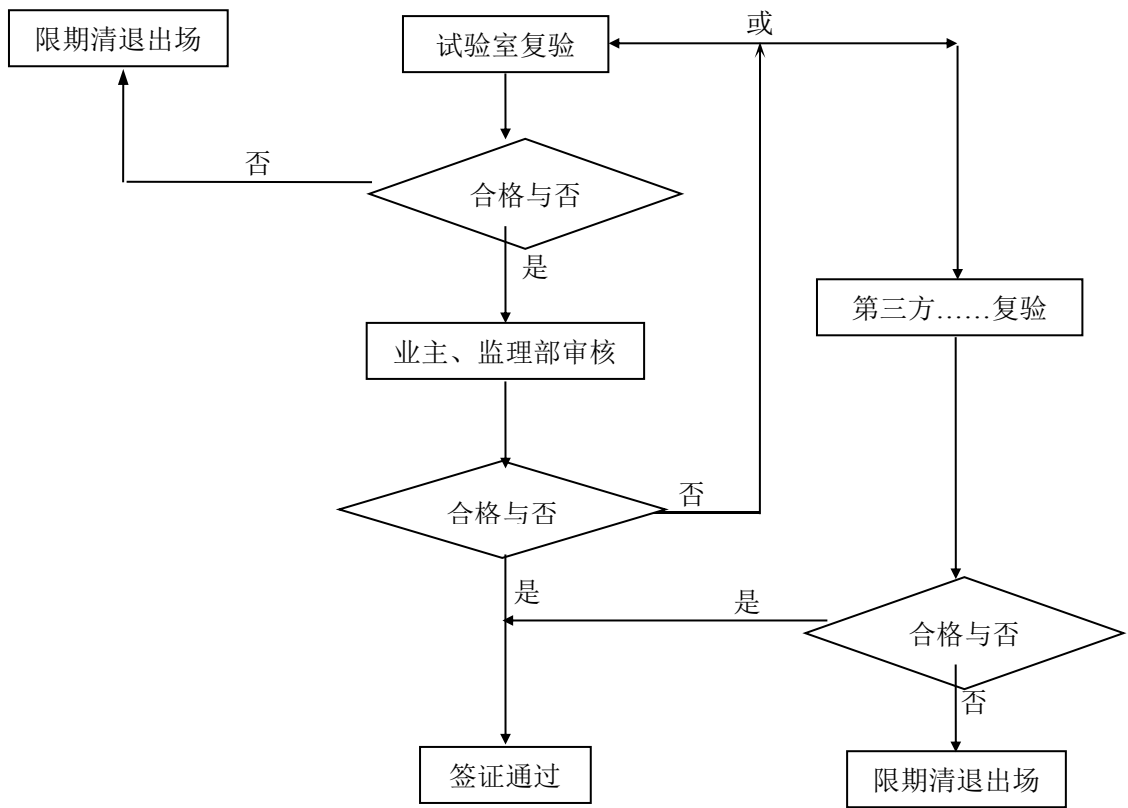 限期清退出场
试验室复验
或
否
合格与否
是
第三方……复验
业主、监理部审核
否
合格与否
是
是
合格与否
否
签证通过
限期清退出场